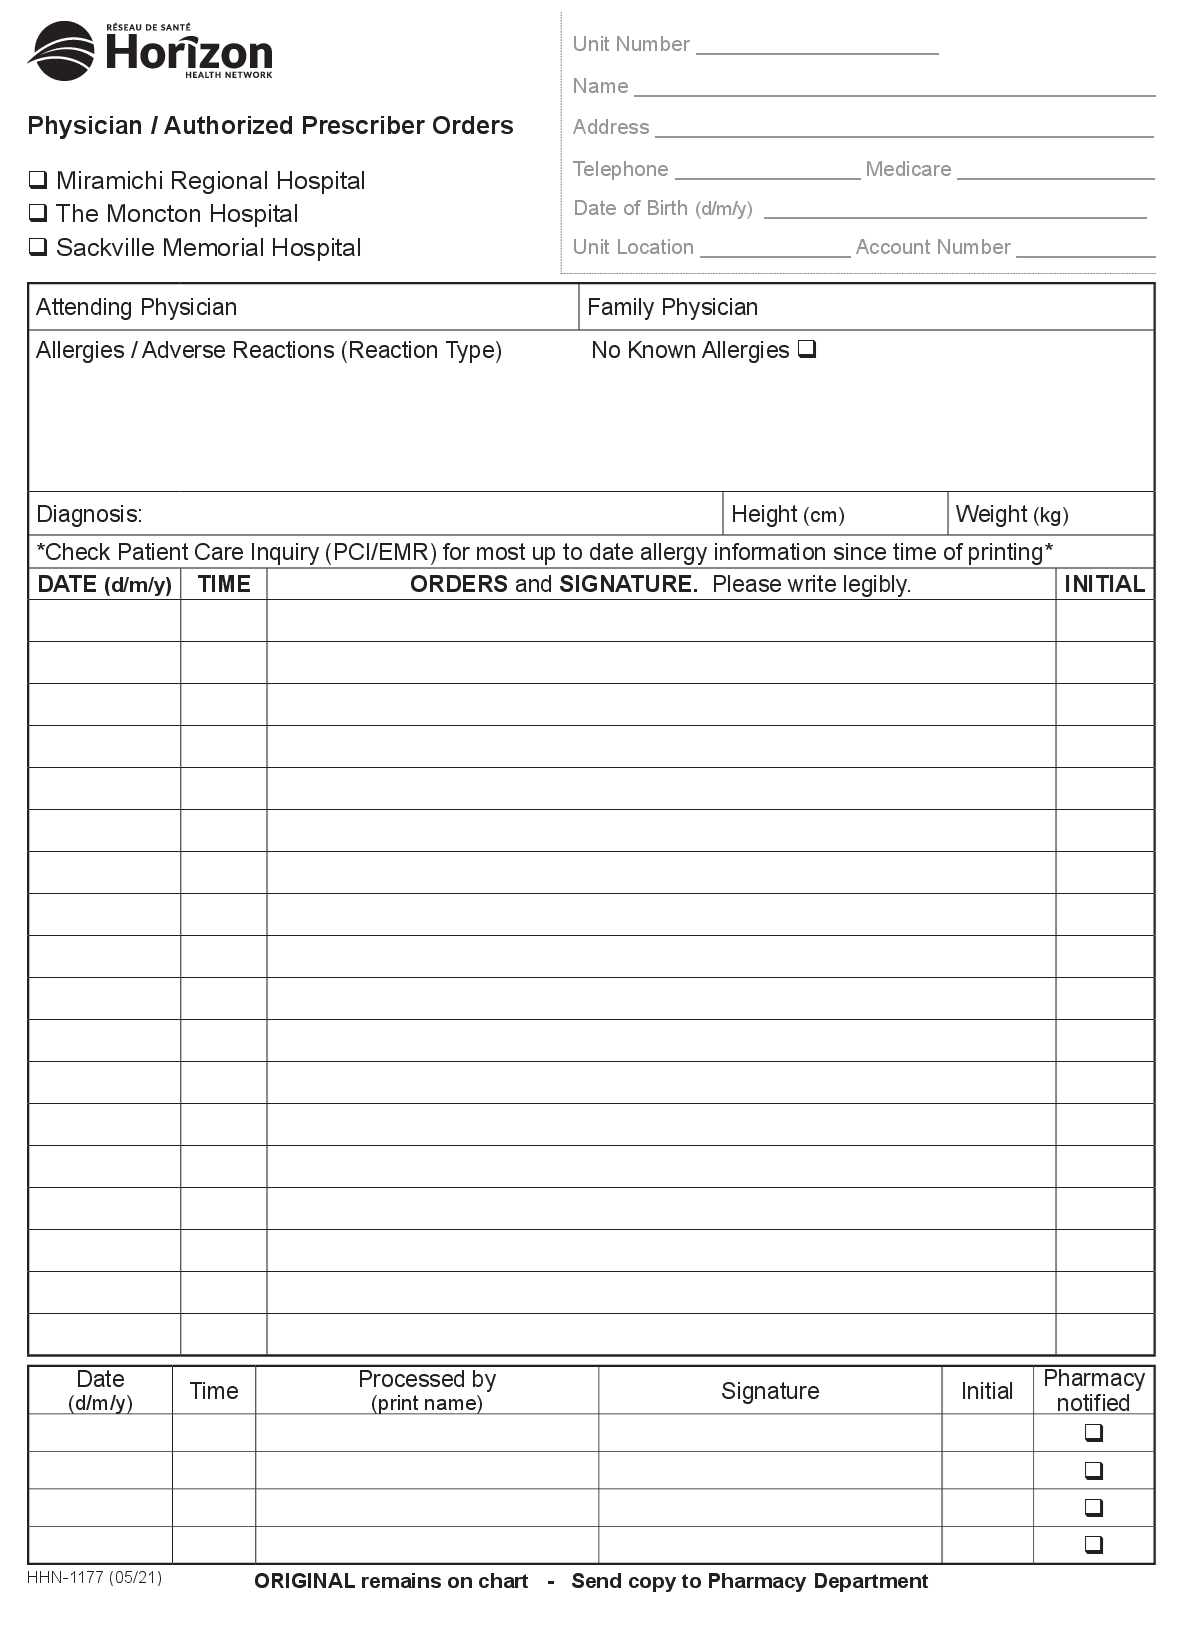 RÉSEAU DE SANTÉ
Horizon
HEALTH NETWORK
Physician / Authorized Prescriber Orders
❏ Miramichi Regional Hospital
❏ The Moncton Hospital
❏ Sackville Memorial Hospital
Unit Number
Name
Address
Telephone Medicare
Date of Birth (d/m/y)
Unit Location Account Number
Attending Physician Family Physician
Allergies / Adverse Reactions (Reaction Type) No Known Allergies ❏
Diagnosis: Height (cm) Weight (kg)
*Check Patient Care Inquiry (PCI/EMR) for most up to date allergy information since time of printing*
DATE (d/m/y) TIME ORDERS and SIGNATURE. Please write legibly. INITIAL
Date (d/m/y) Time Processed by (print name) Signature Initial Pharmacy notified
❏
❏
❏
❏
HHN-1177 (05/21) ORIGINAL remains on chart - Send copy to Pharmacy Department